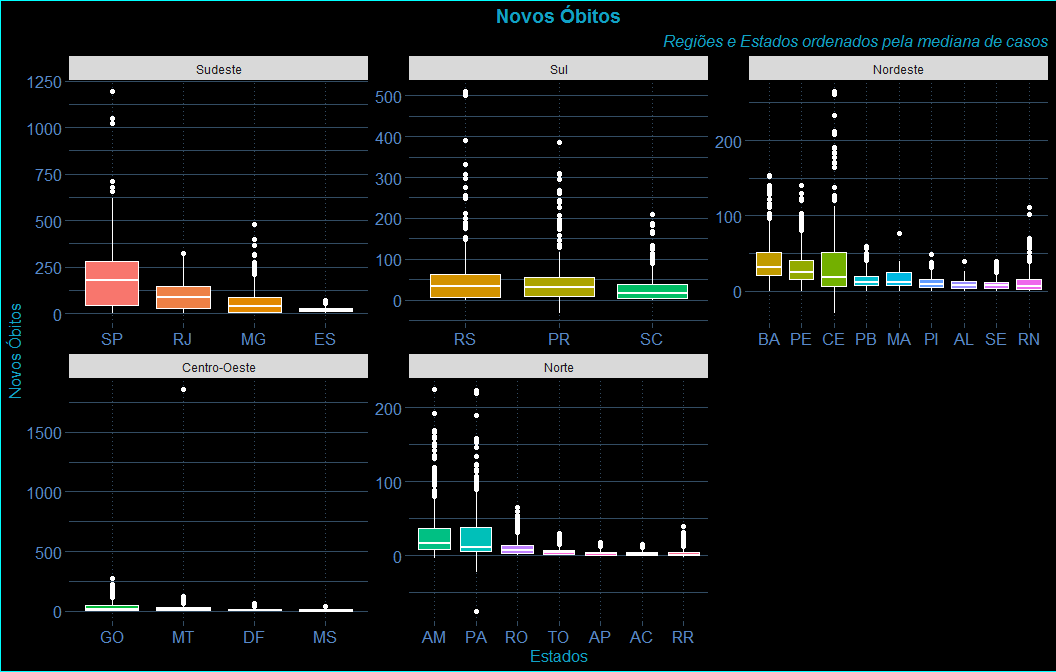 Novos Óbitos
Regiões e Estados ordenados pela mediana de casos
Sudeste
1250
1000
750
500
250
0
SP RJ MG ES
Sul
500
400
300
200
100
0
RS PR SC
Nordeste
200
100
0
BA PE CE PB MA PI AL SE RN
Novos Óbitos
Centro-Oeste
1500
1000
500
0
GO MT DF MS
Norte
200
100
0
AM PA RO TO AP AC RR
Estados